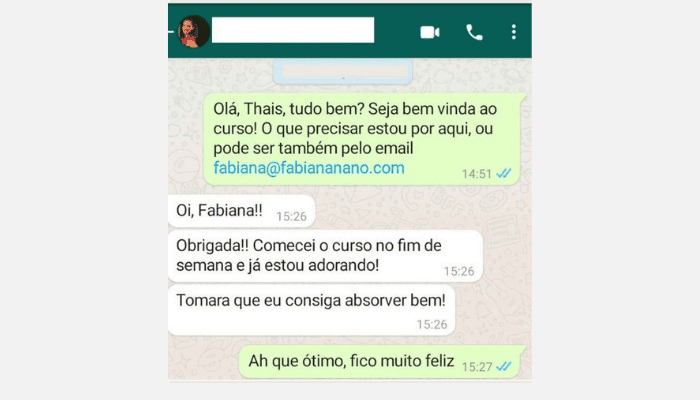 Olá, Thais, tudo bem? Seja bem vinda ao
curso! O que precisar estou por aqui, ou
pode ser também pelo email
fabiana@fabiananano.com
14:51
Oi, Fabiana!!
15:26
Obrigada!! Comecei o curso no fim de
semana e já estou adorando!
15:26
Tomara que eu consiga absorver bem!
15:26
Ah que ótimo, fico muito feliz
15:27